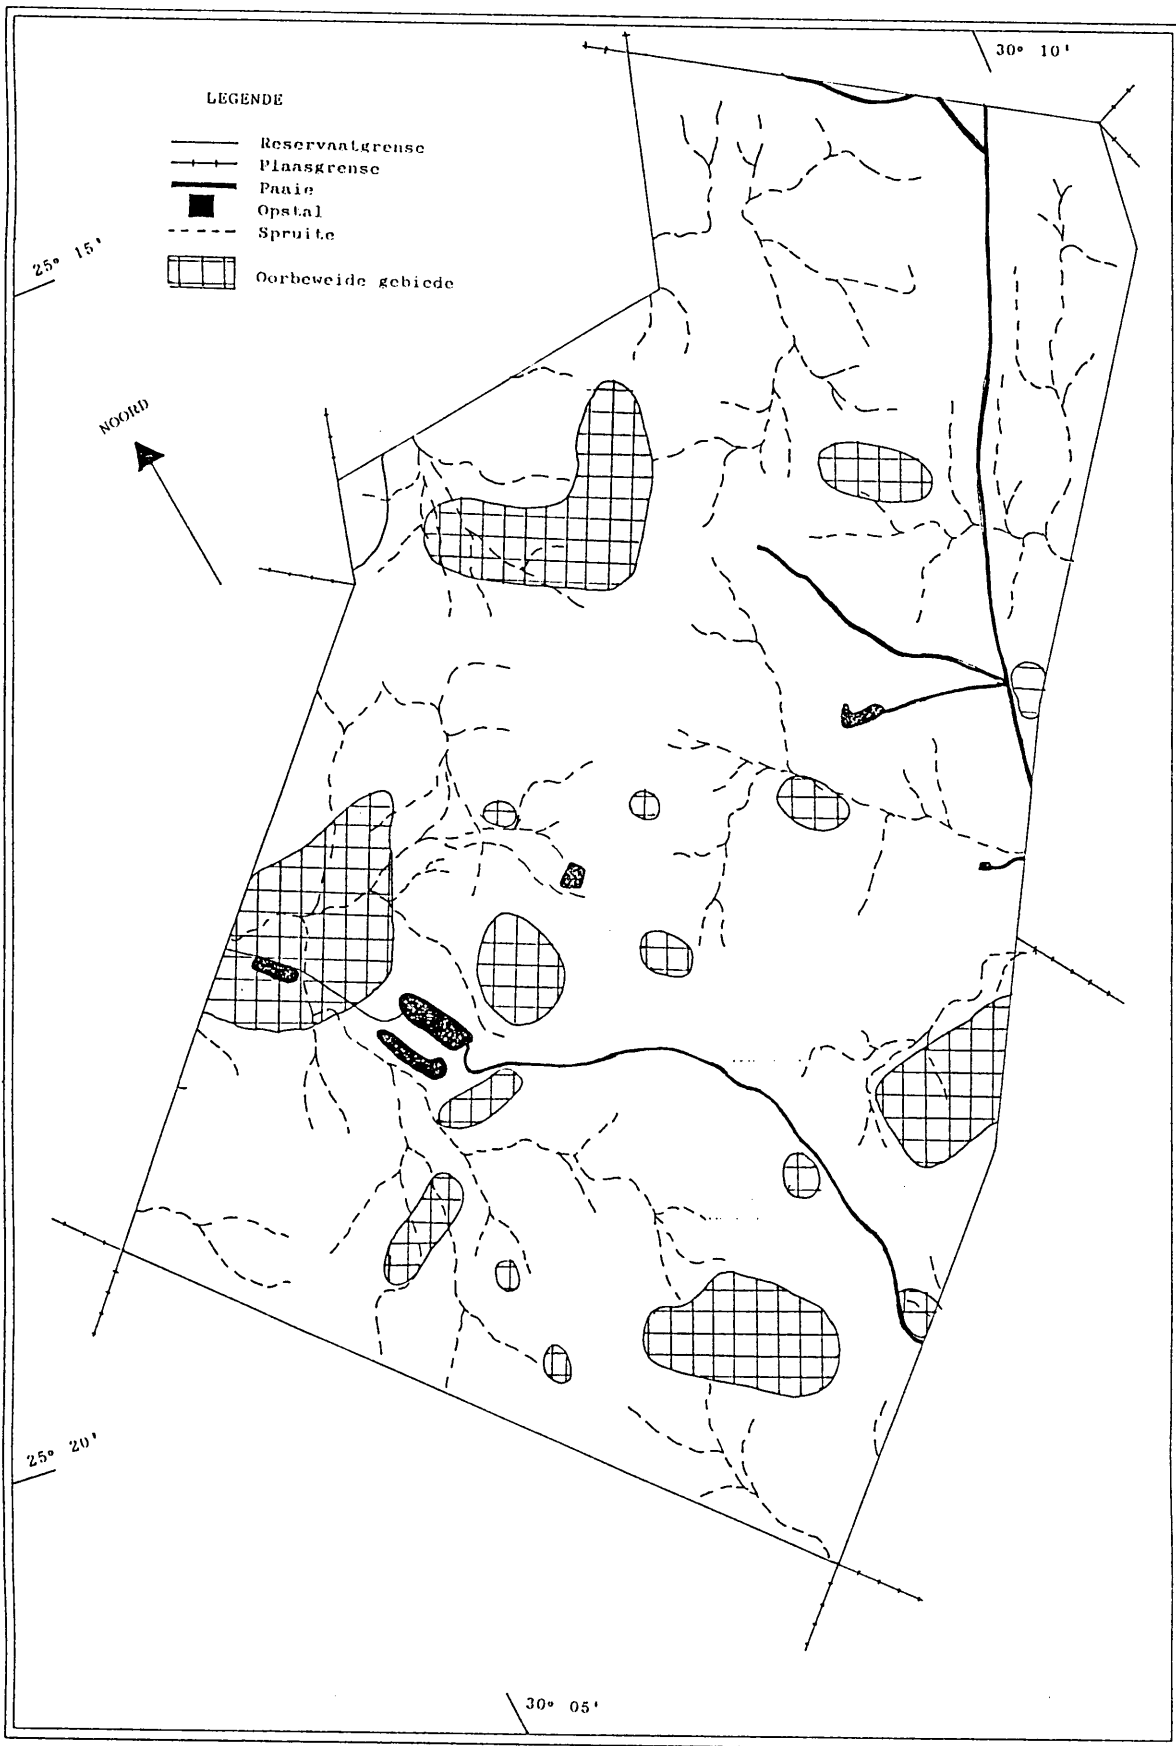 30° 10'
LEGENDE
Reservaatgrense
Plaasgrense
Paaie
Opstal
Spruite
Oorbeweide gebiede
25° 15'
NOORD
25° 20'
30° 05'